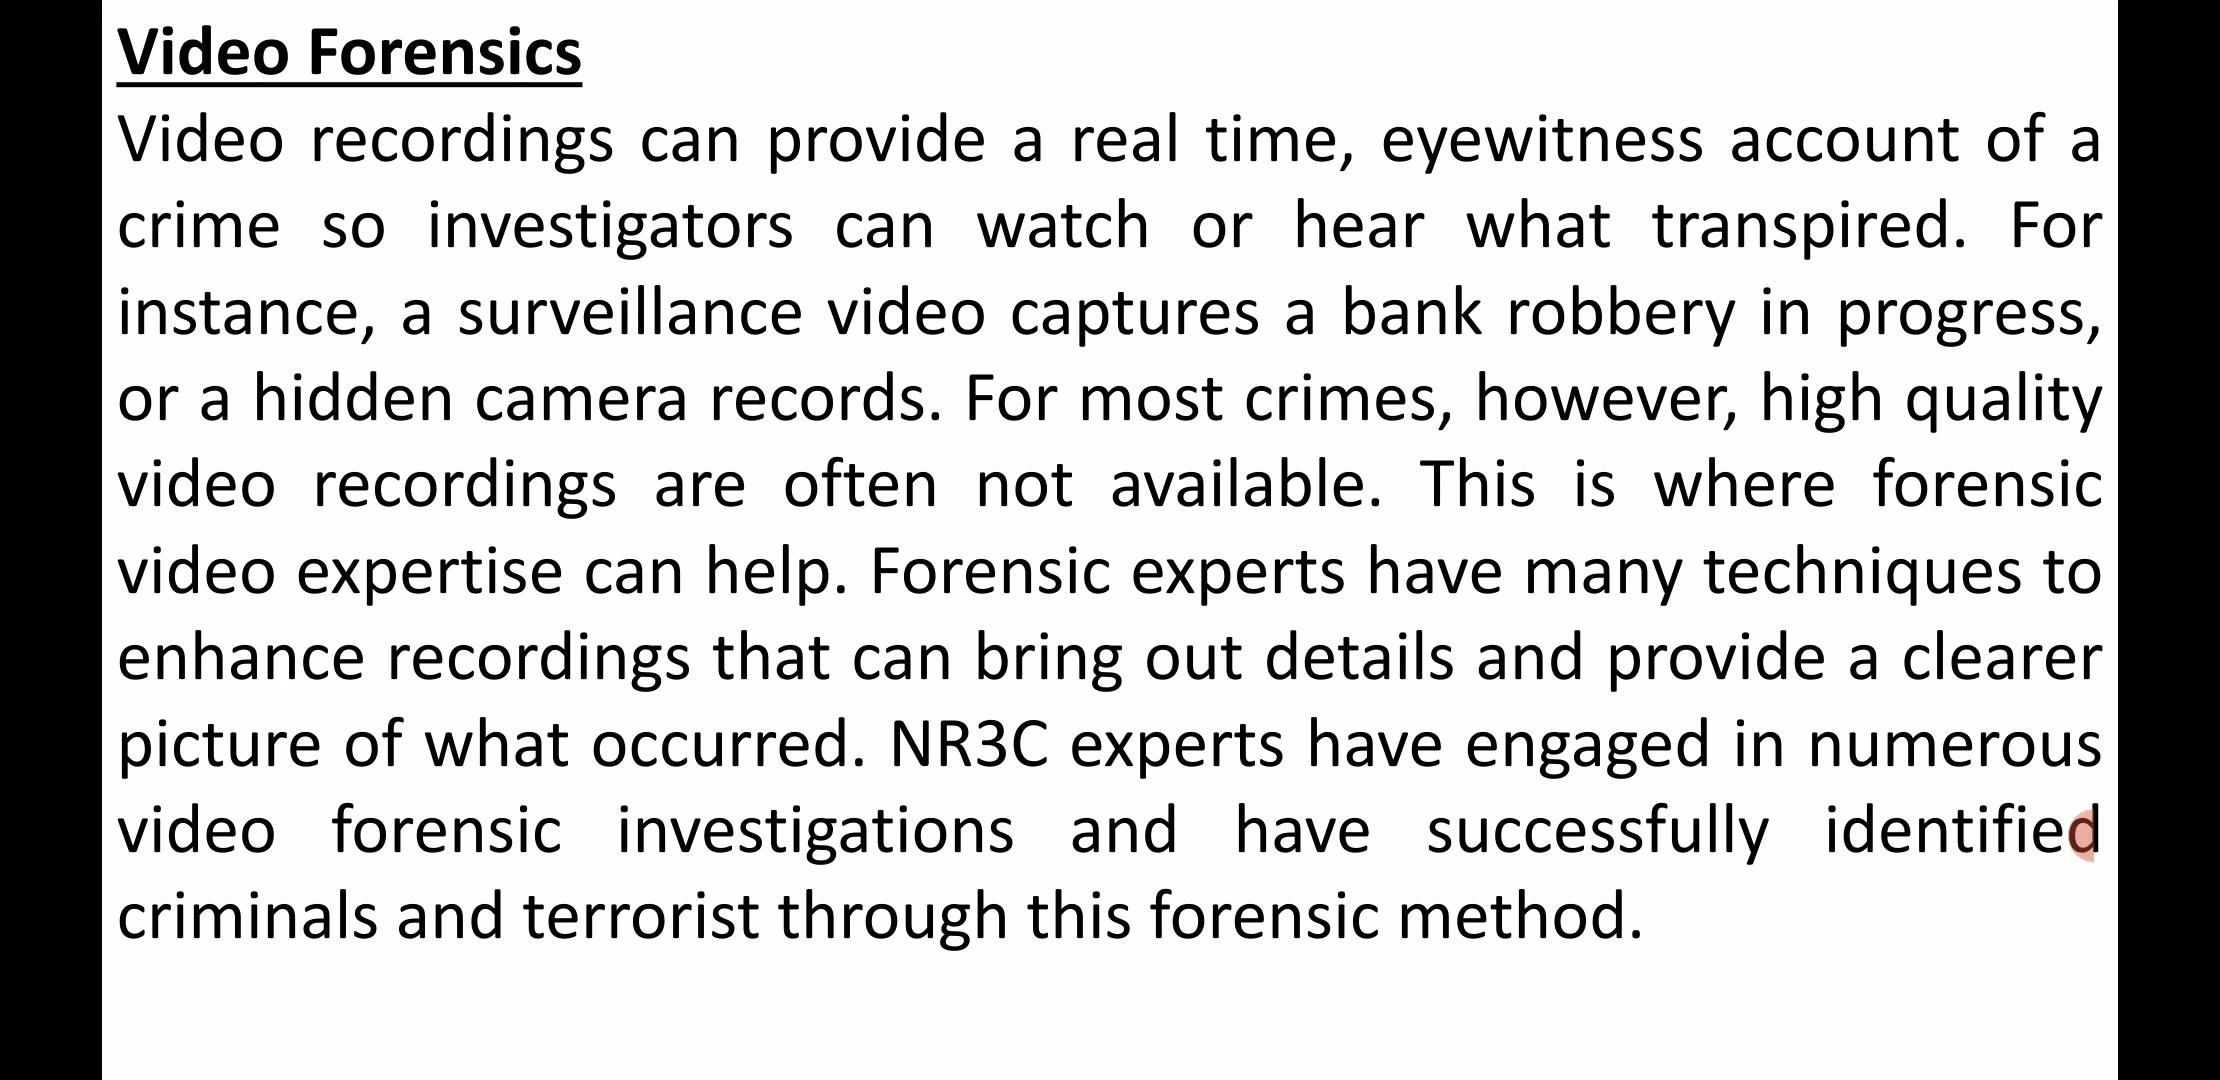 Video Forensics
Video recordings can provide a real time, eyewitness account of a
crime so investigators can watch or hear what transpired. For
instance, a surveillance video captures a bank robbery in progress,
or a hidden camera records. For most crimes, however, high quality
video recordings are often not available. This is where forensic
video expertise can help. Forensic experts have many techniques to
enhance recordings that can bring out details and provide a clearer
picture of what occurred. NR3C experts have engaged in numerous
video forensic investigations and have successfully identified
criminals and terrorist through this forensic method.